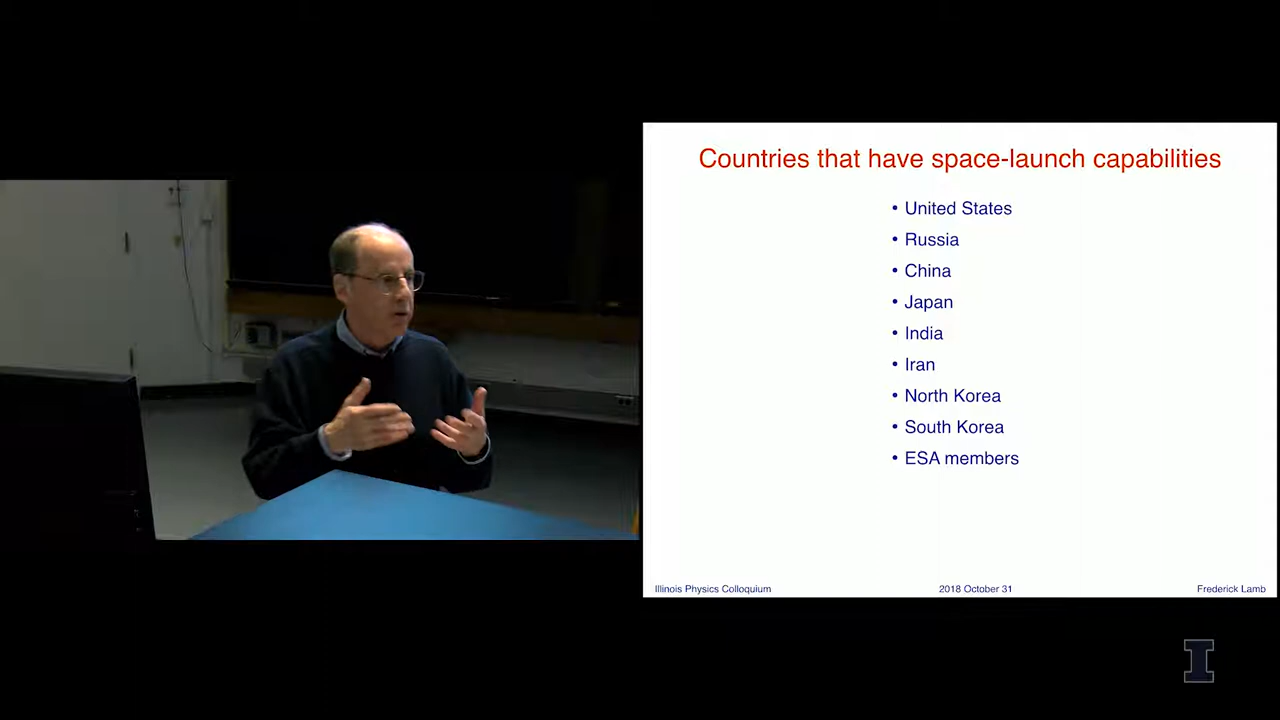 Countries that have space-launch capabilities
• United States
• Russia
• China
• Japan
• India
• Iran
• North Korea
• South Korea
• ESA members
Illinois Physics Colloquium
2018 October 31
Frederick Lamb
I